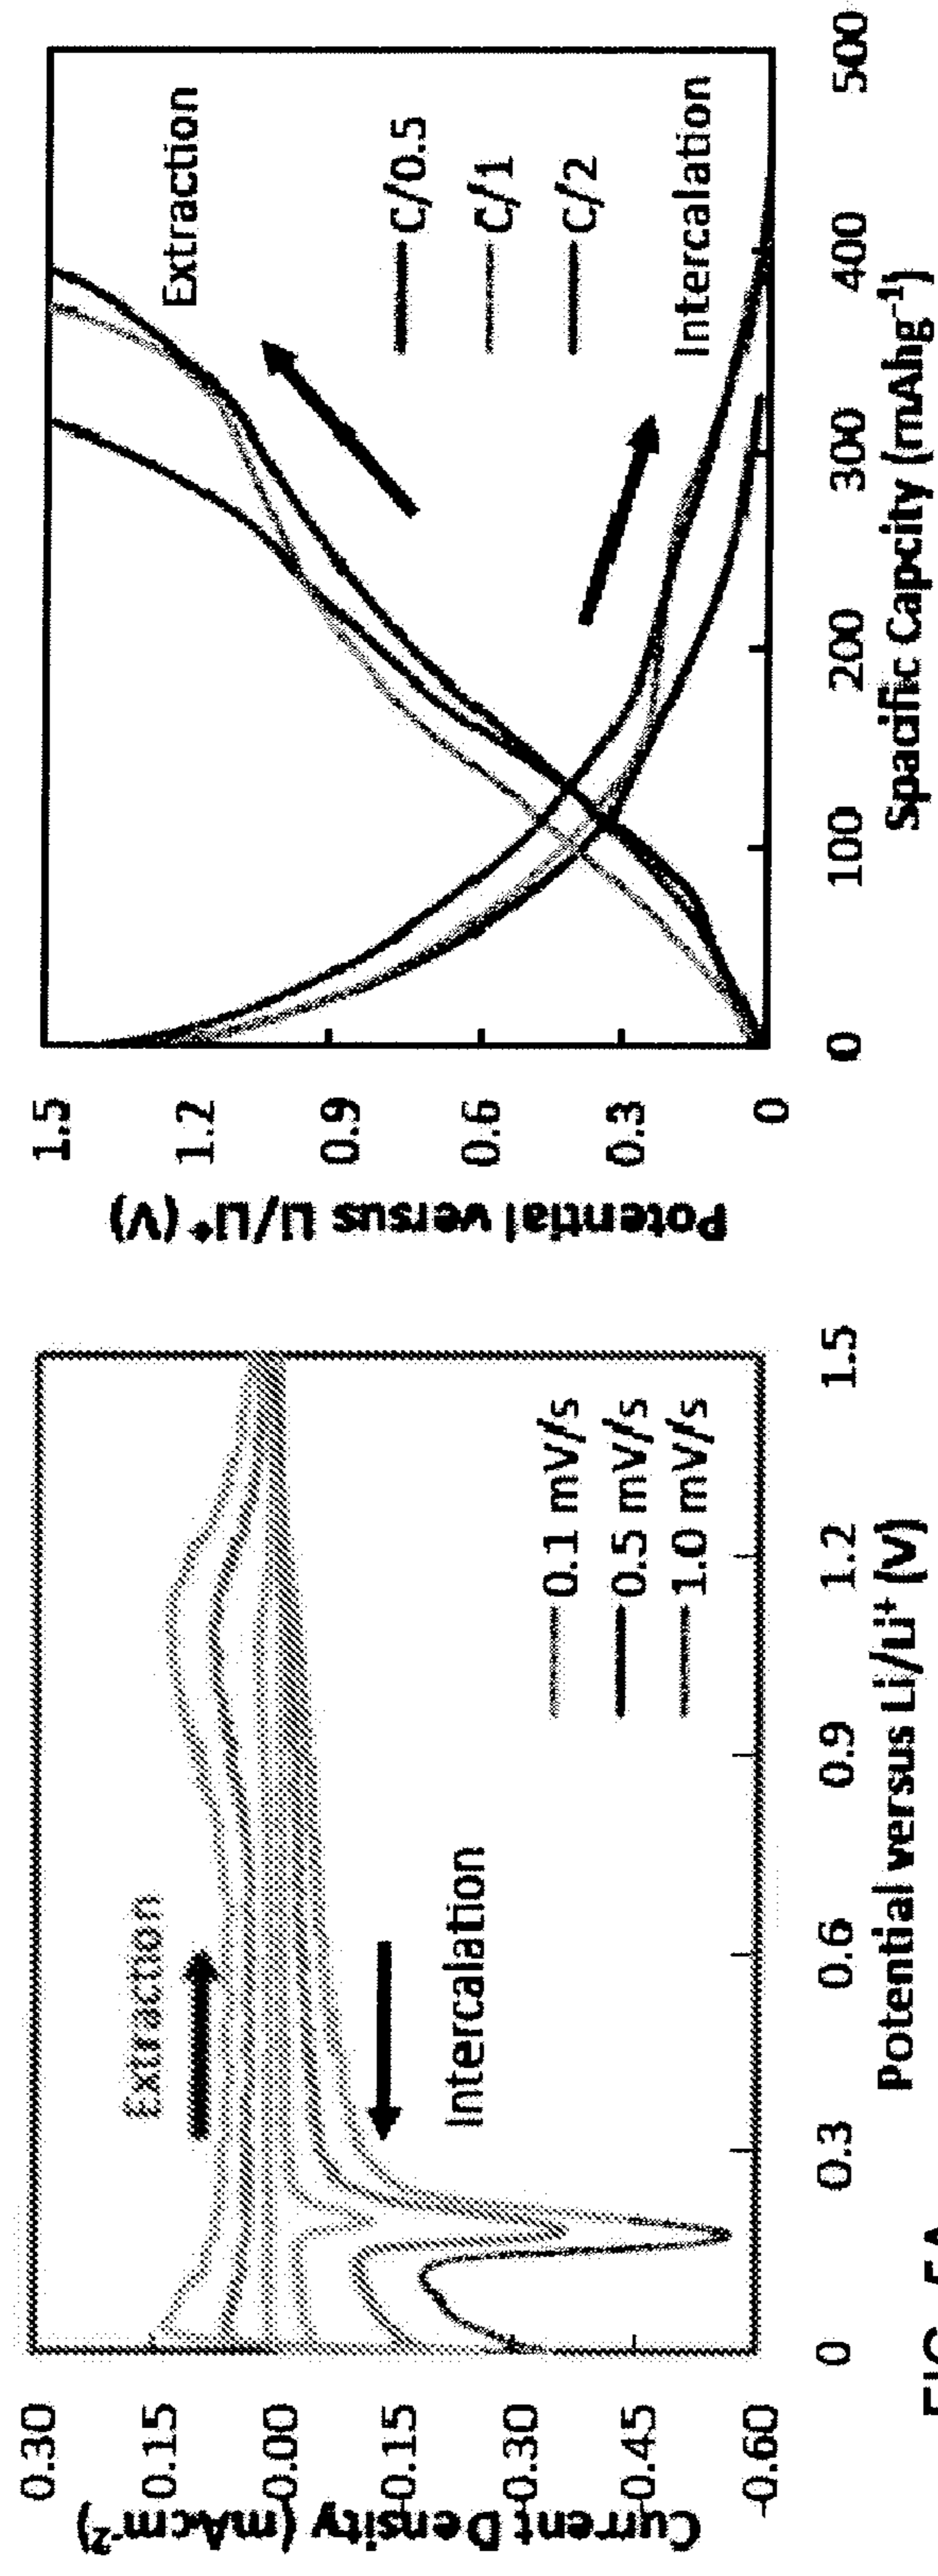 Current Density (mAcm⁻²)
0.30
0.15
0.00
-0.15
-0.30
-0.45
-0.60
Extraction
Intercalation
0.1 mV/s
0.5 mV/s
1.0 mV/s
0 0.3 0.6 0.9 1.2 1.5
Potential versus Li/Li⁺ (V)
Potential versus Li/Li⁺ (V)
1.5
1.2
0.9
0.6
0.3
0
Extraction
C/0.5
C/1
C/2
Intercalation
0 100 200 300 400 500
Spacific Capcity (mAhg⁻¹)